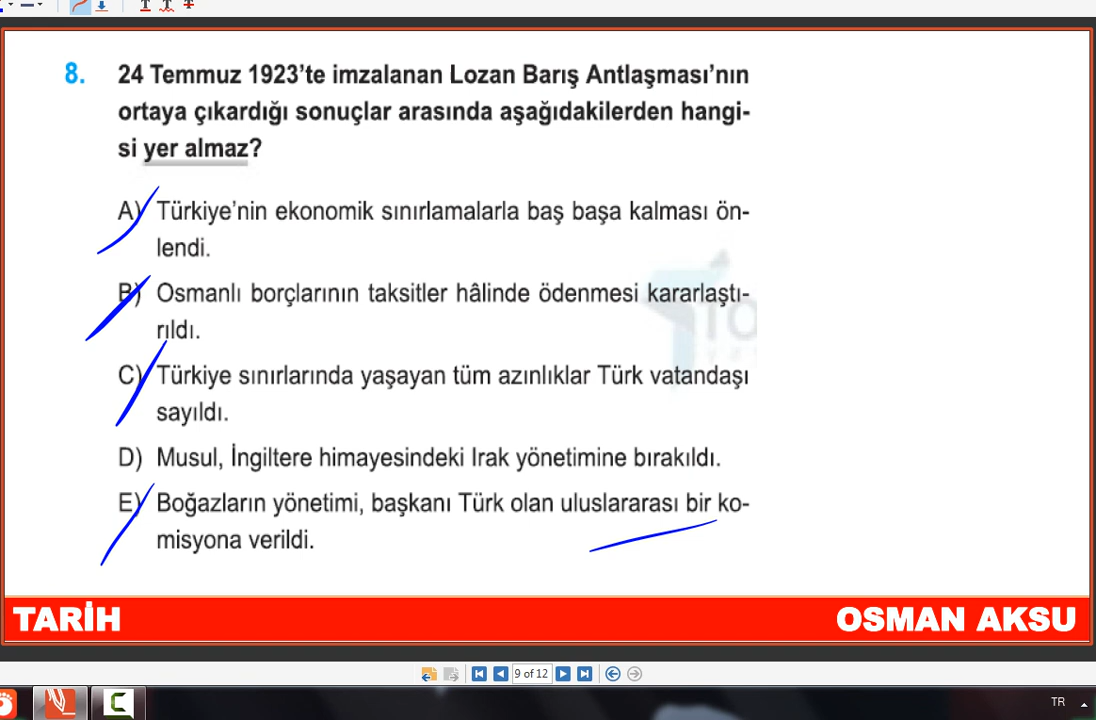 8. 24 Temmuz 1923’te imzalanan Lozan Barış Antlaşması’nın
ortaya çıkardığı sonuçlar arasında aşağıdakilerden hangi-
si yer almaz?
A) Türkiye’nin ekonomik sınırlamalarla baş başa kalması ön-
lendi.
B) Osmanlı borçlarının taksitler hâlinde ödenmesi kararlaştı-
rıldı.
C) Türkiye sınırlarında yaşayan tüm azınlıklar Türk vatandaşı
sayıldı.
D) Musul, İngiltere himayesindeki Irak yönetimine bırakıldı.
E) Boğazların yönetimi, başkanı Türk olan uluslararası bir ko-
misyona verildi.
TARİH
OSMAN AKSU
9 of 12
TR